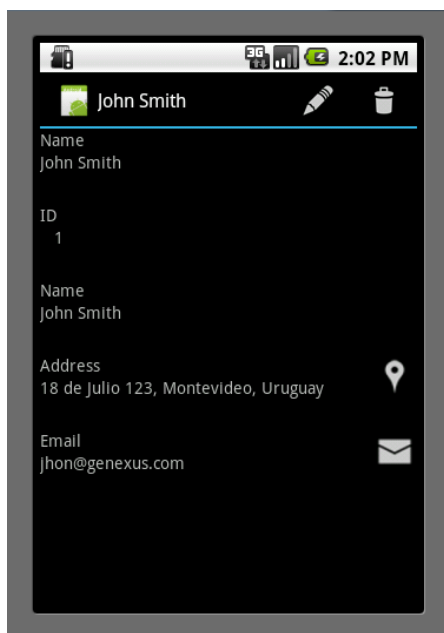 3G
2:02 PM
John Smith
Name
John Smith
ID
1
Name
John Smith
Address
18 de Julio 123, Montevideo, Uruguay
Email
jhon@genexus.com